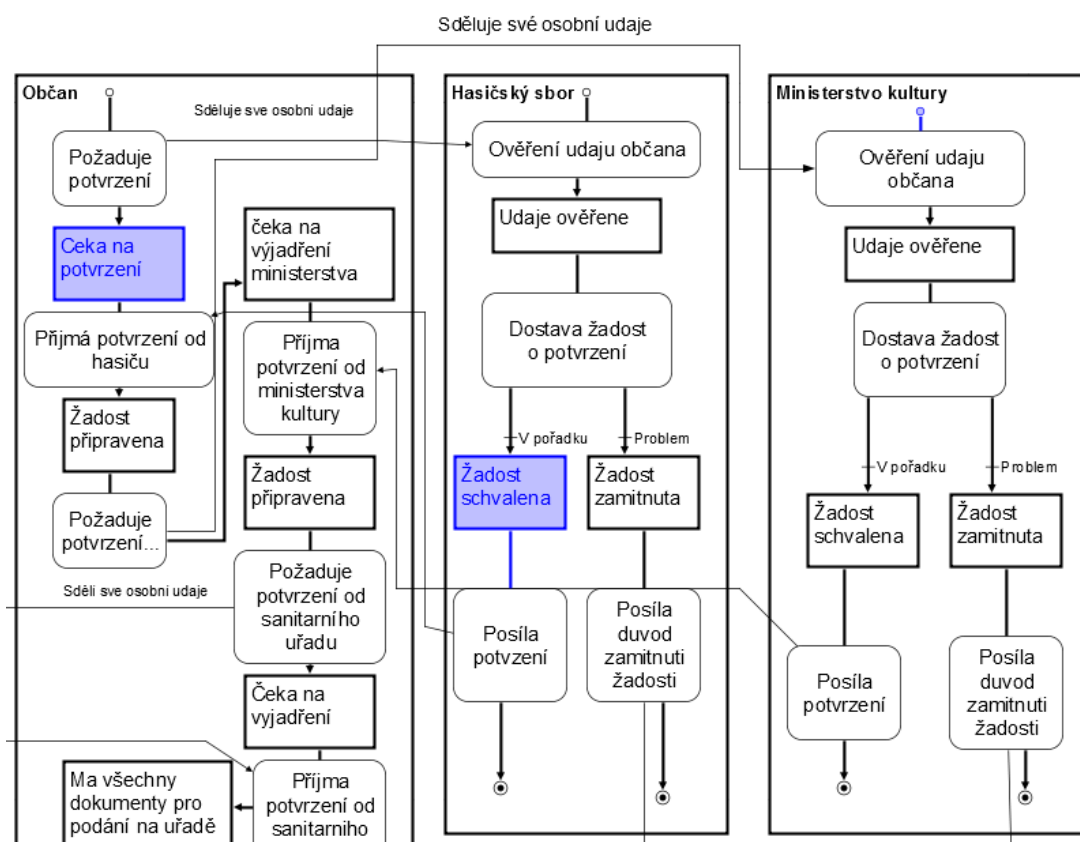 Sděluje své osobní udaje
Občan
Sděluje sve osobní udaje
Požaduje
potvrzení
Ceka na
potvrzení
Přijmá potvrzení od
hasiču
Žadost
připravena
Požaduje
potvrzení...
čeka na
výjadření
ministerstva
Příjma
potvrzení od
ministerstva
kultury
Žadost
připravena
Sděli sve osobní udaje
Požaduje
potvrzení od
sanitarního
uřadu
Čeka na
vyjadření
Ma všechny
dokumenty pro
podání na uřadě
Příjma
potvrzení od
sanitarniho
Hasičský sbor
Ověření udaju občana
Udaje ověřene
Dostava žadost
o potvrzení
V pořadku
Problem
Žadost
schvalena
Žadost
zamitnuta
Posíla
potvzení
Posíla
duvod
zamitnuti
žadosti
Ministerstvo kultury
Ověření udaju
občana
Udaje ověřene
Dostava žadost
o potvrzení
V pořadku
Problem
Žadost
schvalena
Žadost
zamitnuta
Posíla
potvrzení
Posíla
duvod
zamitnuti
žadosti